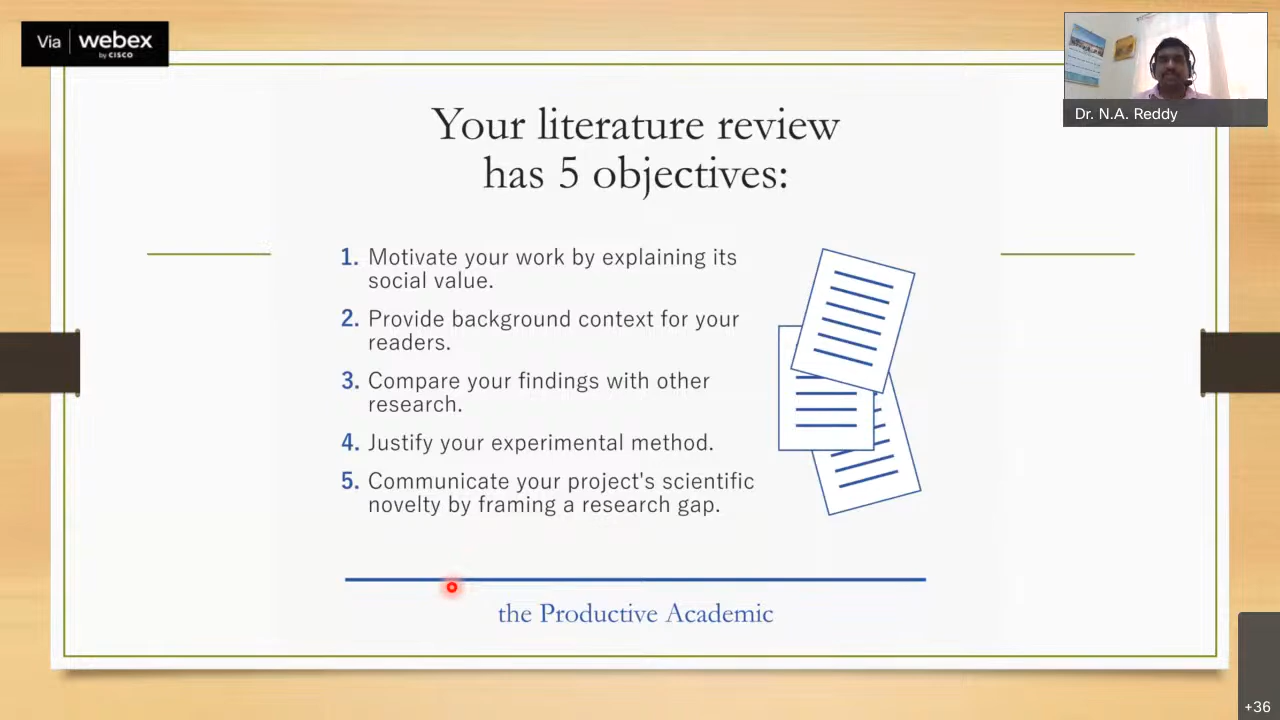 Via webex
by CISCO
Dr. N.A. Reddy
Your literature review
has 5 objectives:
1. Motivate your work by explaining its
social value.
2. Provide background context for your
readers.
3. Compare your findings with other
research.
4. Justify your experimental method.
5. Communicate your project's scientific
novelty by framing a research gap.
the Productive Academic
+36